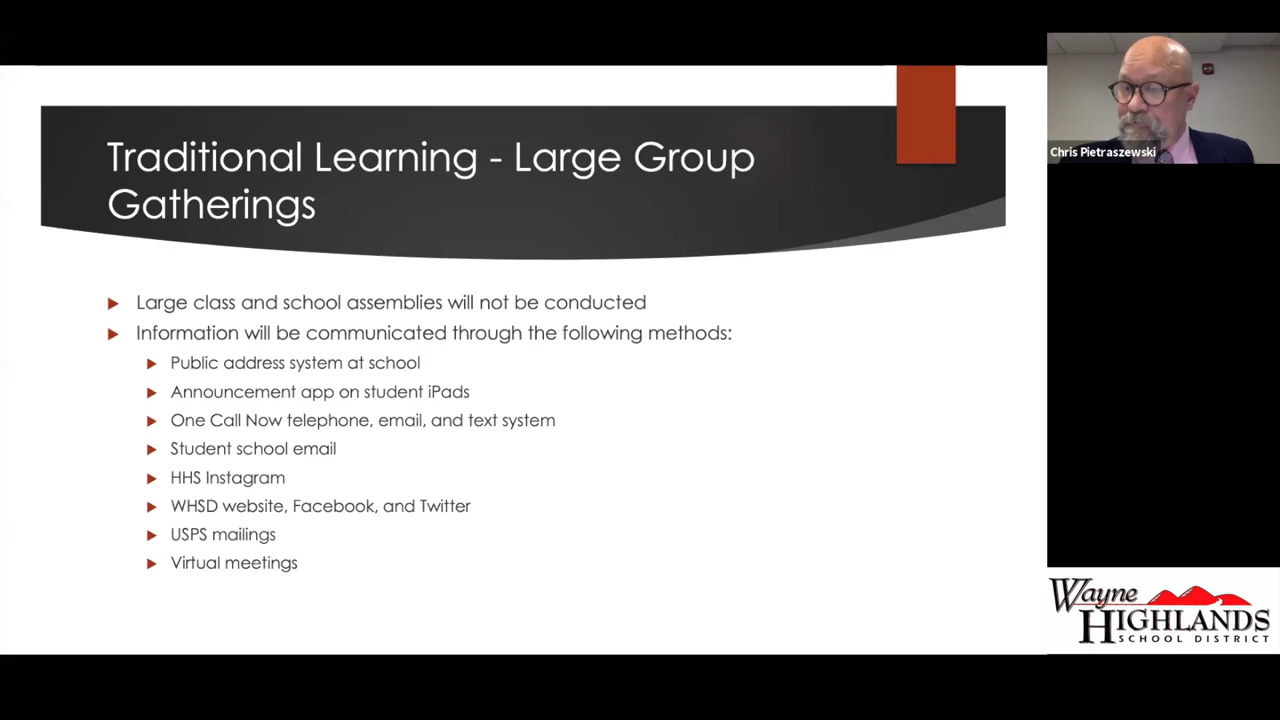 Traditional Learning - Large Group
Gatherings
Large class and school assemblies will not be conducted
Information will be communicated through the following methods:
Public address system at school
Announcement app on student iPads
One Call Now telephone, email, and text system
Student school email
HHS Instagram
WHSD website, Facebook, and Twitter
USPS mailings
Virtual meetings
Chris Pietraszewski
Wayne
HIGHLANDS
SCHOOL DISTRICT